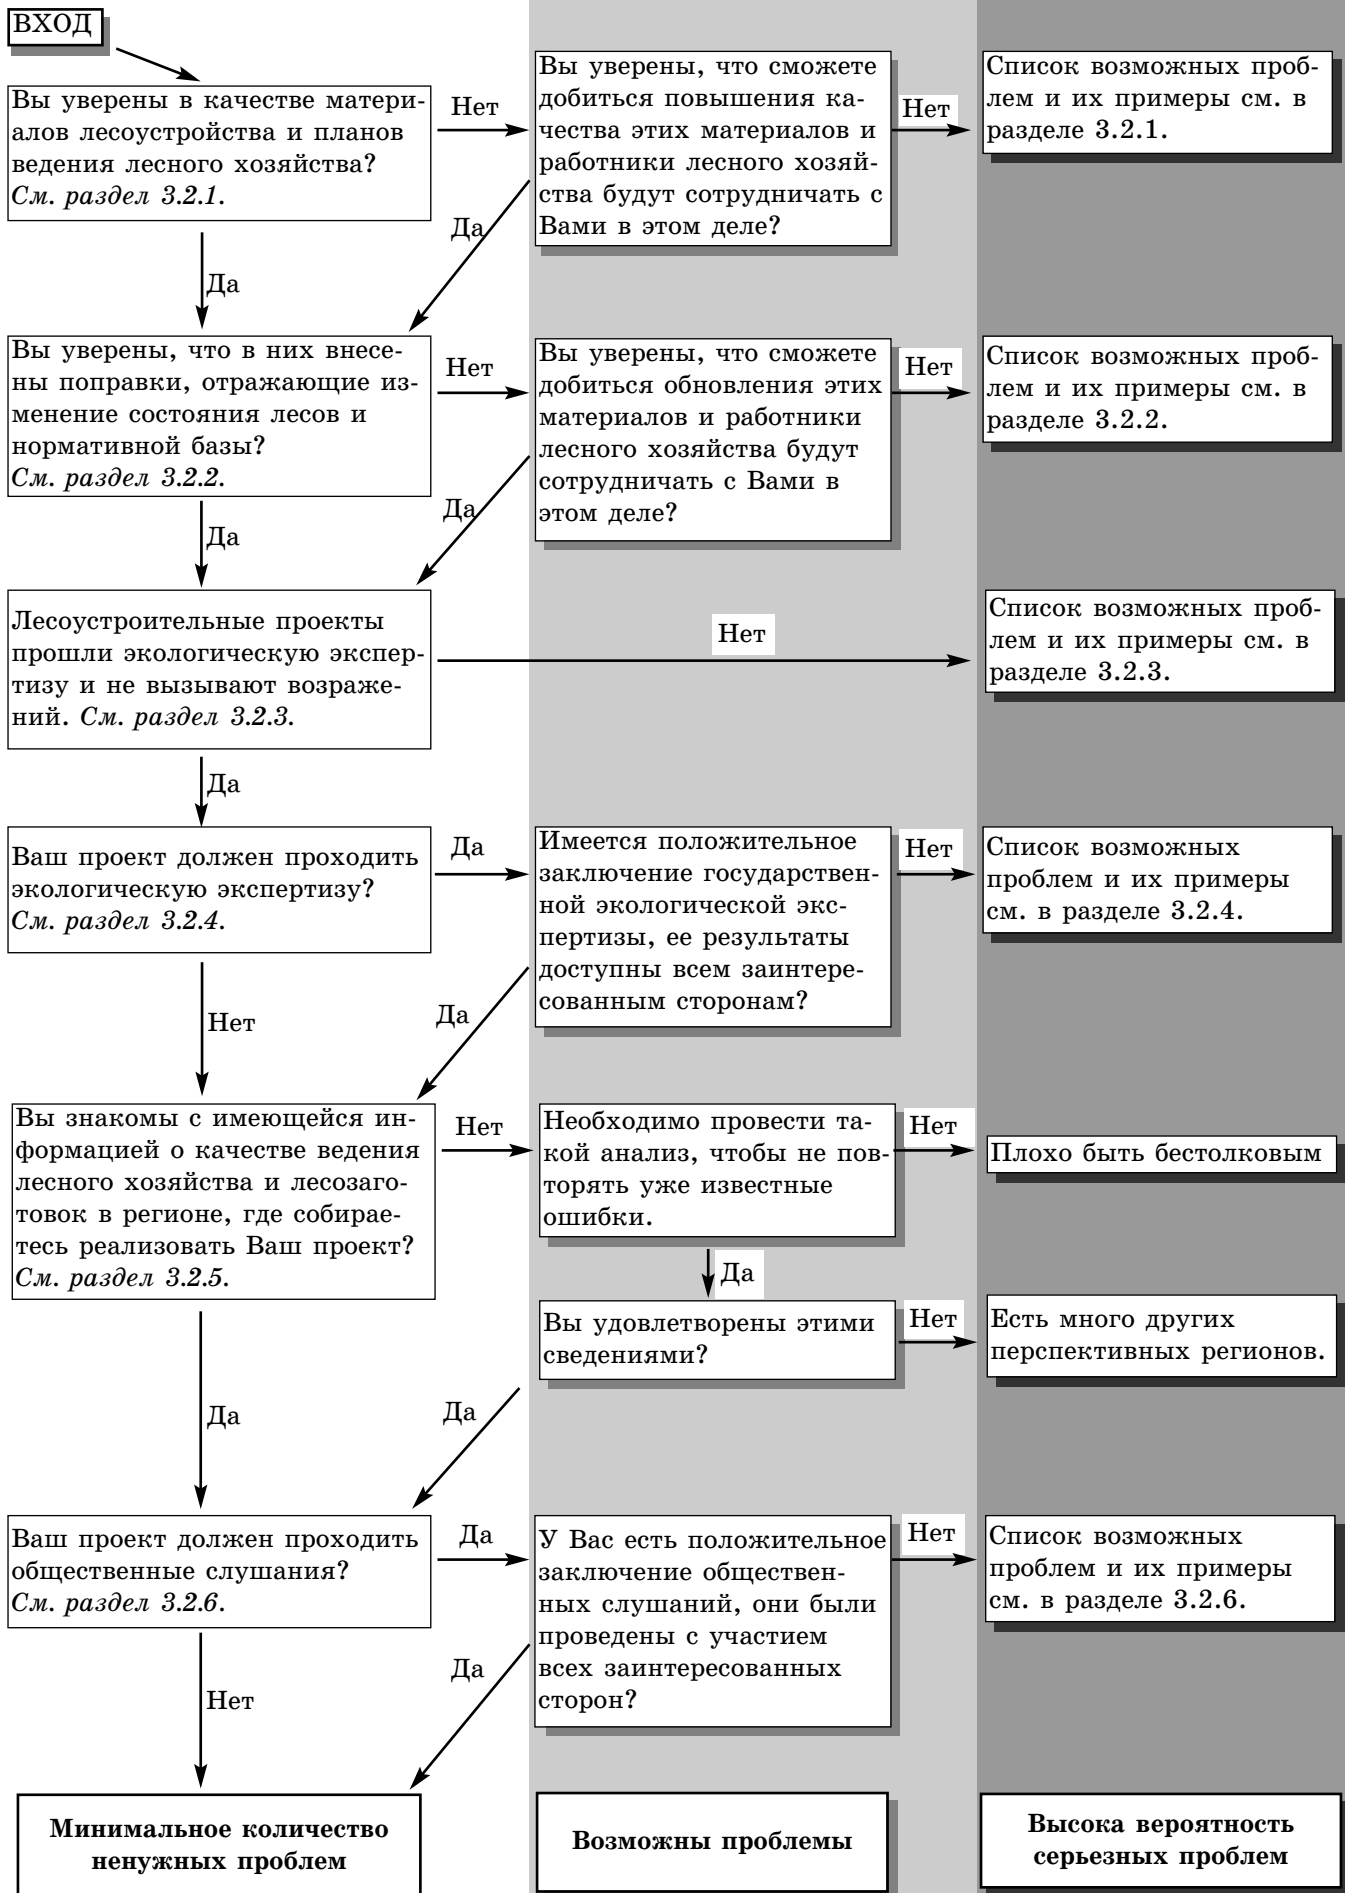 ВХОД
Вы уверены в качестве матери-
алов лесоустройства и планов
ведения лесного хозяйства?
См. раздел 3.2.1.
Нет
Вы уверены, что сможете
добиться повышения ка-
чества этих материалов и
работники лесного хозяй-
ства будут сотрудничать с
Вами в этом деле?
Нет
Список возможных проб-
лем и их примеры см. в
разделе 3.2.1.
Да
Да
Вы уверены, что в них внесе-
ны поправки, отражающие из-
менение состояния лесов и
нормативной базы?
См. раздел 3.2.2.
Нет
Вы уверены, что сможете
добиться обновления этих
материалов и работники
лесного хозяйства будут
сотрудничать с Вами в
этом деле?
Нет
Список возможных проб-
лем и их примеры см. в
разделе 3.2.2.
Да
Да
Лесоустроительные проекты
прошли экологическую экспер-
тизу и не вызывают возраже-
ний. См. раздел 3.2.3.
Нет
Список возможных проб-
лем и их примеры см. в
разделе 3.2.3.
Да
Ваш проект должен проходить
экологическую экспертизу?
См. раздел 3.2.4.
Да
Имеется положительное
заключение государствен-
ной экологической экс-
пертизы, ее результаты
доступны всем заинтере-
сованным сторонам?
Нет
Список возможных
проблем и их примеры
см. в разделе 3.2.4.
Нет
Да
Вы знакомы с имеющейся ин-
формацией о качестве ведения
лесного хозяйства и лесозаго-
товок в регионе, где собирае-
тесь реализовать Ваш проект?
См. раздел 3.2.5.
Нет
Необходимо провести та-
кой анализ, чтобы не пов-
торять уже известные
ошибки.
Нет
Плохо быть бестолковым
Да
Вы удовлетворены этими
сведениями?
Нет
Есть много других
перспективных регионов.
Да
Да
Ваш проект должен проходить
общественные слушания?
См. раздел 3.2.6.
Да
У Вас есть положительное
заключение обществен-
ных слушаний, они были
проведены с участием
всех заинтересованных
сторон?
Нет
Список возможных
проблем и их примеры
см. в разделе 3.2.6.
Нет
Да
Минимальное количество
ненужных проблем
Возможны проблемы
Высока вероятность
серьезных проблем